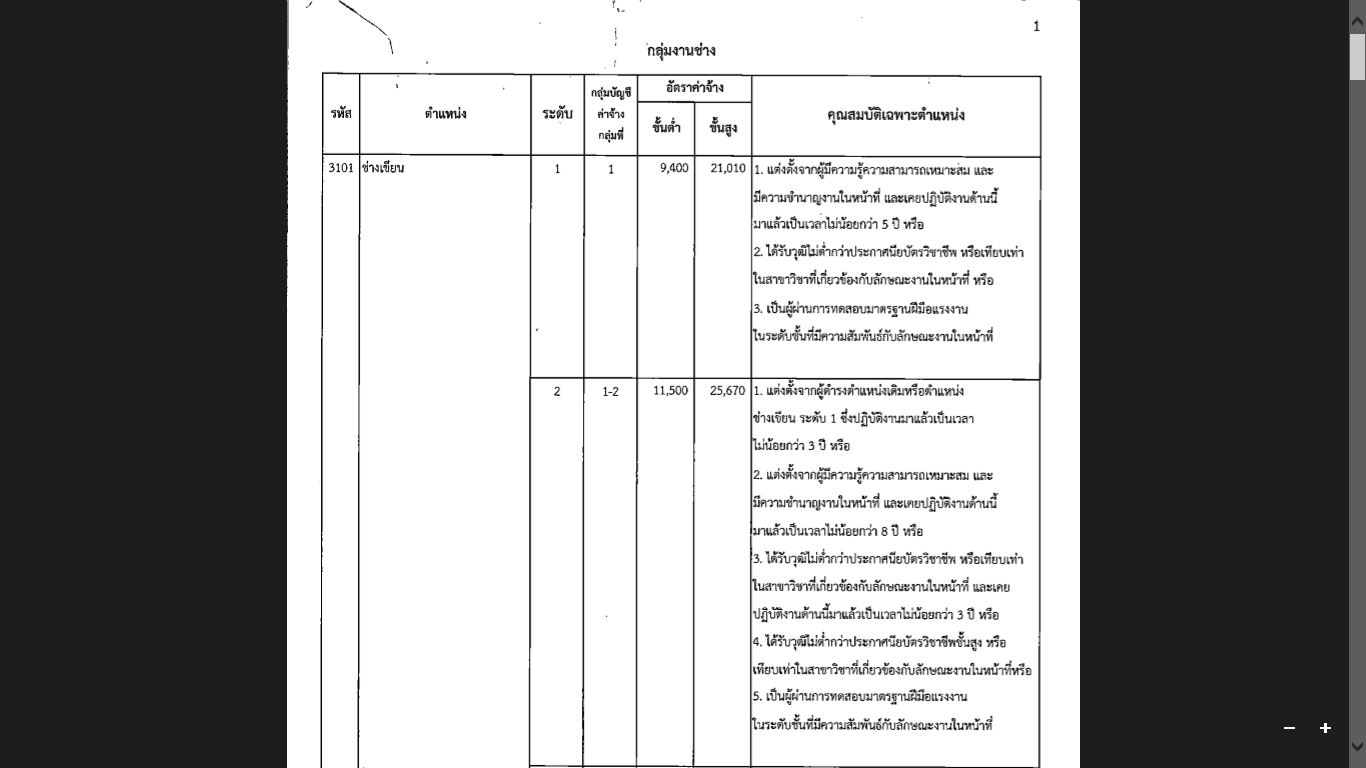 1
กลุ่มงานช่าง
รหัส
ตำแหน่ง
ระดับ
กลุ่มบัญชี
ค่าจ้าง
กลุ่มที่
อัตราค่าจ้าง
ขั้นต่ำ
ขั้นสูง
คุณสมบัติเฉพาะตำแหน่ง
3101 ช่างเขียน 1 1 9,400 21,010 1. แต่งตั้งจากผู้มีความรู้ความสามารถเหมาะสม และ
มีความชำนาญงานในหน้าที่ และเคยปฏิบัติงานด้านนี้
มาแล้วเป็นเวลาไม่น้อยกว่า 5 ปี หรือ
2. ได้รับวุฒิไม่ต่ำกว่าประกาศนียบัตรวิชาชีพ หรือเทียบเท่า
ในสาขาวิชาที่เกี่ยวข้องกับลักษณะงานในหน้าที่ หรือ
3. เป็นผู้ผ่านการทดสอบมาตรฐานฝีมือแรงงาน
ในระดับชั้นที่มีความสัมพันธ์กับลักษณะงานในหน้าที่
2 1-2 11,500 25,670 1. แต่งตั้งจากผู้ดำรงตำแหน่งเดิมหรือตำแหน่ง
ช่างเขียน ระดับ 1 ซึ่งปฏิบัติงานมาแล้วเป็นเวลา
ไม่น้อยกว่า 3 ปี หรือ
2. แต่งตั้งจากผู้มีความรู้ความสามารถเหมาะสม และ
มีความชำนาญงานในหน้าที่ และเคยปฏิบัติงานด้านนี้
มาแล้วเป็นเวลาไม่น้อยกว่า 8 ปี หรือ
3. ได้รับวุฒิไม่ต่ำกว่าประกาศนียบัตรวิชาชีพ หรือเทียบเท่า
ในสาขาวิชาที่เกี่ยวข้องกับลักษณะงานในหน้าที่ และเคย
ปฏิบัติงานด้านนี้มาแล้วเป็นเวลาไม่น้อยกว่า 3 ปี หรือ
4. ได้รับวุฒิไม่ต่ำกว่าประกาศนียบัตรวิชาชีพชั้นสูง หรือ
เทียบเท่าในสาขาวิชาที่เกี่ยวข้องกับลักษณะงานในหน้าที่หรือ
5. เป็นผู้ผ่านการทดสอบมาตรฐานฝีมือแรงงาน
ในระดับชั้นที่มีความสัมพันธ์กับลักษณะงานในหน้าที่